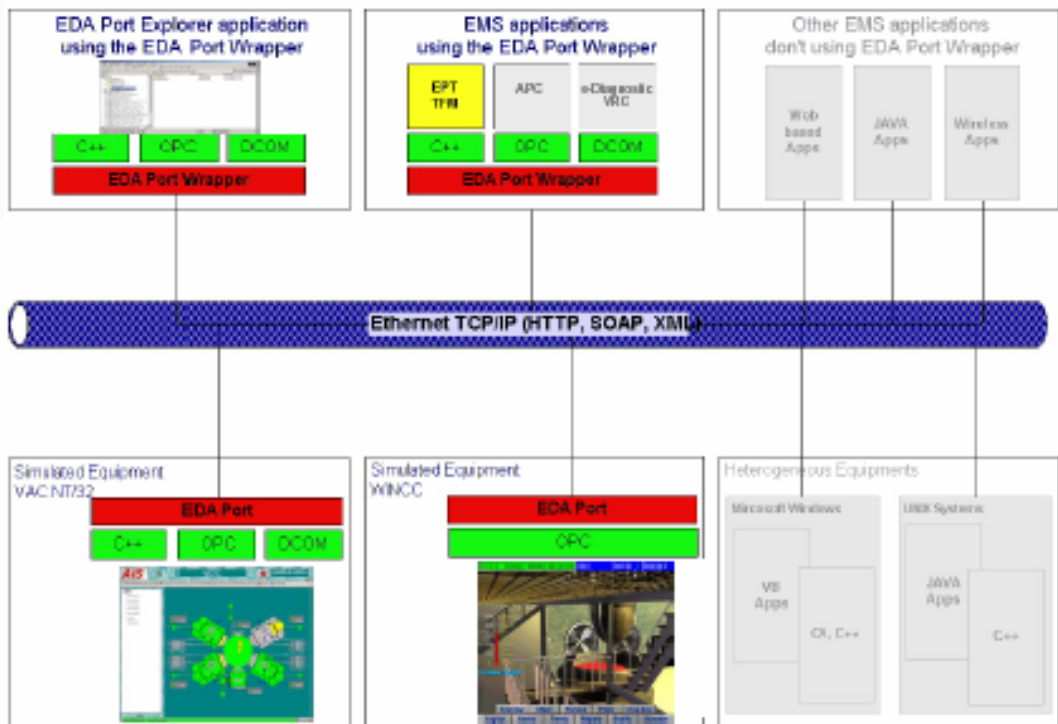 EDA Port Explorer application
using the EDA Port Wrapper
C++
OPC
DCOM
EDA Port Wrapper
EMS applications
using the EDA Port Wrapper
EPT
TFM
APC
e-Diagnostic
VRC
C++
OPC
DCOM
EDA Port Wrapper
Other EMS applications
don't using EDA Port Wrapper
Web
based
Apps
JAVA
Apps
Wireless
Apps
Ethernet TCP/IP (HTTP, SOAP, XML)
Simulated Equipment
VAC NT/32
EDA Port
C++
OPC
DCOM
AIS
Simulated Equipment
WINCC
EDA Port
OPC
Heterogeneous Equipments
Mircosoft Windows
VB
Apps
C#, C++
UNIX Systems
JAVA
Apps
C++